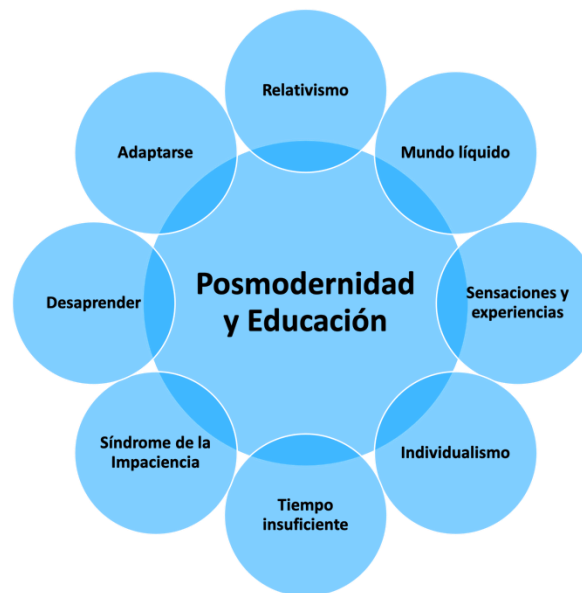 Relativismo
Mundo líquido
Sensaciones y
experiencias
Individualismo
Tiempo
insuficiente
Síndrome de la
Impaciencia
Desaprender
Adaptarse
Posmodernidad
y Educación